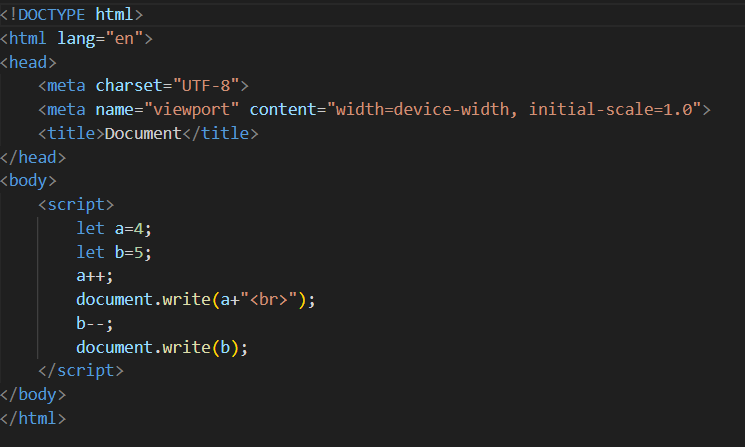 <!DOCTYPE html>
<html lang="en">
<head>
    <meta charset="UTF-8">
    <meta name="viewport" content="width=device-width, initial-scale=1.0">
    <title>Document</title>
</head>
<body>
    <script>
        let a=4;
        let b=5;
        a++;
        document.write(a+"<br>");
        b--;
        document.write(b);
    </script>
</body>
</html>